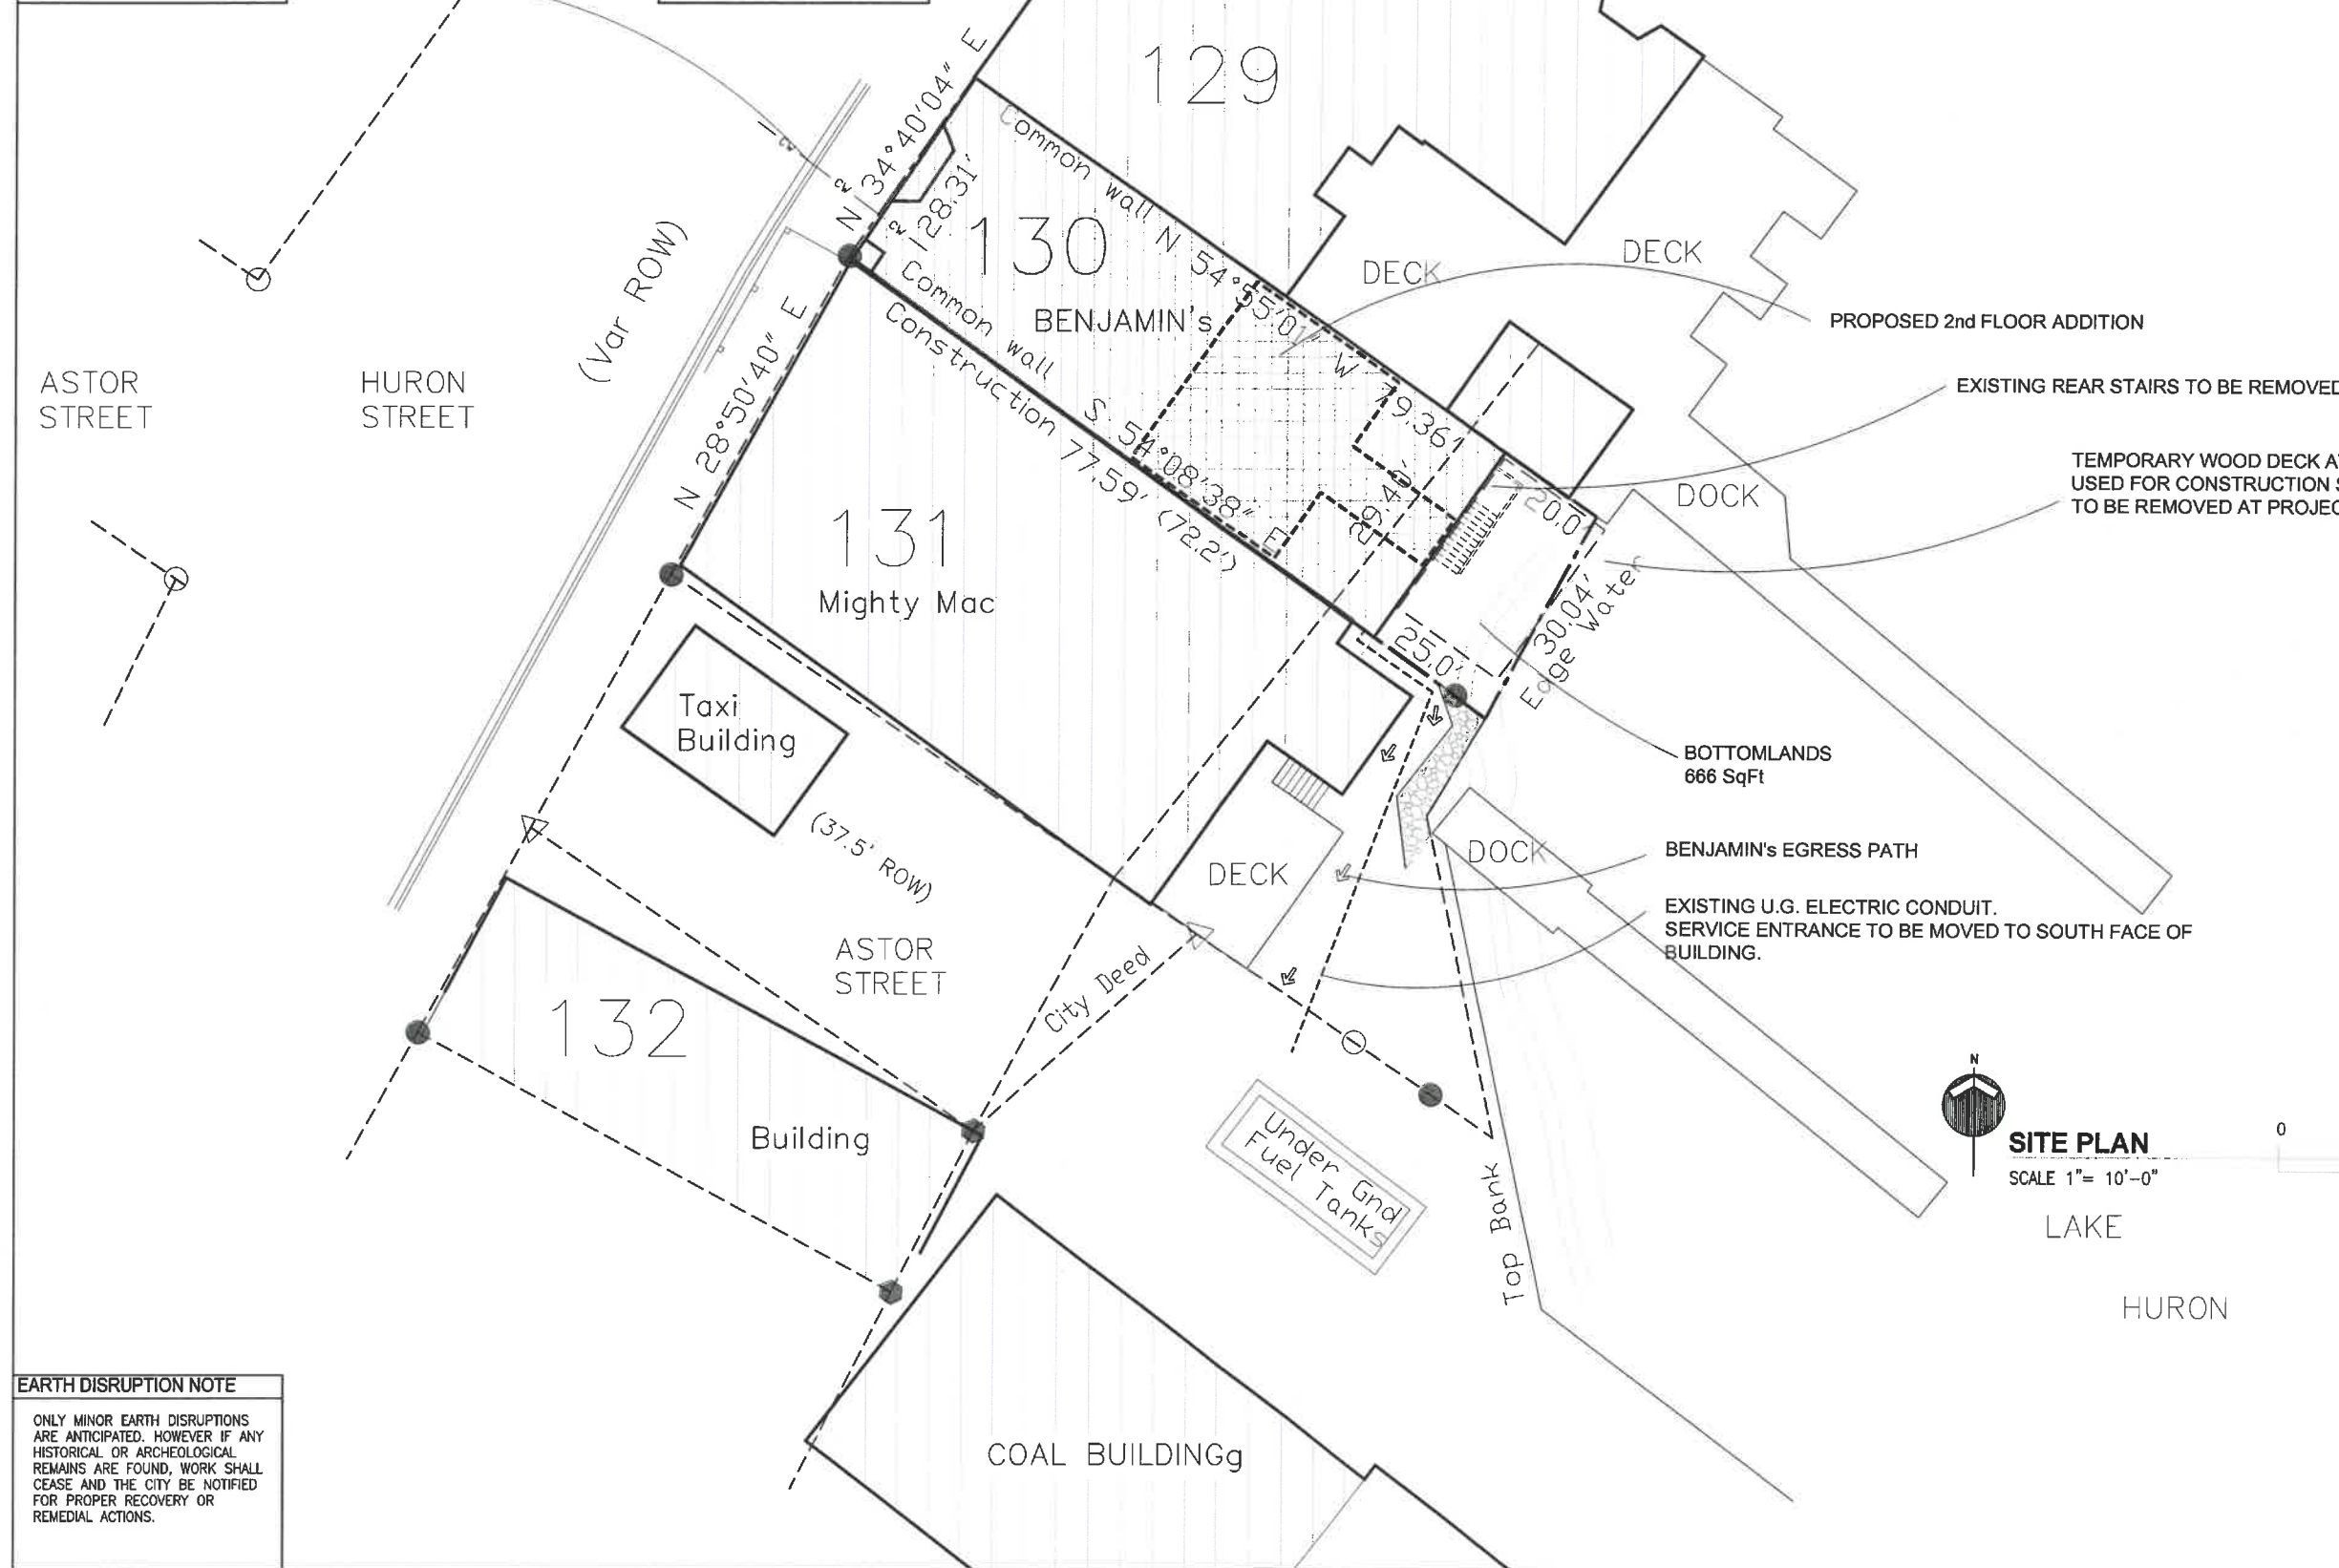 129
N 34°40'04" E
128.31'
Common wall N 54°55'01" W 79.36'
130
BENJAMIN's
Common wall S 54°08'38" E
Construction 77.59' (72.2')
cw
cw
cw
(Var ROW)
N 28°50'40" E
ASTOR
STREET
HURON
STREET
DECK
DECK
PROPOSED 2nd FLOOR ADDITION
EXISTING REAR STAIRS TO BE REMOVED
TEMPORARY WOOD DECK
USED FOR CONSTRUCTION
TO BE REMOVED AT
DOCK
20.0'
30.04'
Edge Water
25.0'
131
Mighty Mac
Taxi
Building
(37.5' ROW)
BOTTOMLANDS
666 SqFt
DECK
DOCK
BENJAMIN's EGRESS PATH
EXISTING U.G. ELECTRIC CONDUIT.
SERVICE ENTRANCE TO BE MOVED TO SOUTH FACE OF
BUILDING.
ASTOR
STREET
City Deed
132
Building
Under Gnd
Fuel Tanks
Top Bank
N
SITE PLAN
SCALE 1"= 10'-0"
0
LAKE
HURON
COAL BUILDINGg
EARTH DISRUPTION NOTE
ONLY MINOR EARTH DISRUPTIONS
ARE ANTICIPATED. HOWEVER IF ANY
HISTORICAL OR ARCHEOLOGICAL
REMAINS ARE FOUND, WORK SHALL
CEASE AND THE CITY BE NOTIFIED
FOR PROPER RECOVERY OR
REMEDIAL ACTIONS.